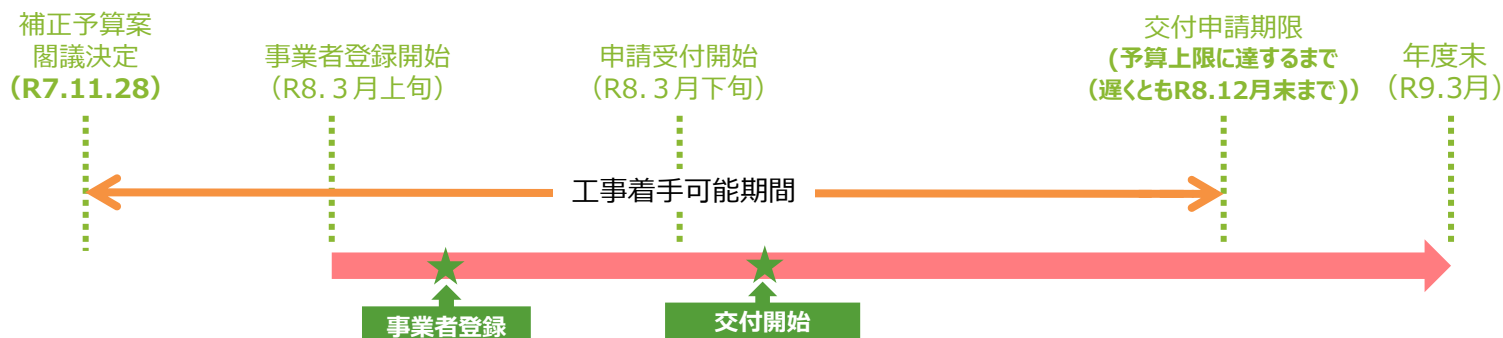 補正予算案
閣議決定
（R7.11.28）
事業者登録開始
（R8.３月上旬）
申請受付開始
（R8.３月下旬）
交付申請期限
(予算上限に達するまで
（遅くともR8.12月末まで))
年度末
（R9.3月）
工事着手可能期間
事業者登録
交付開始